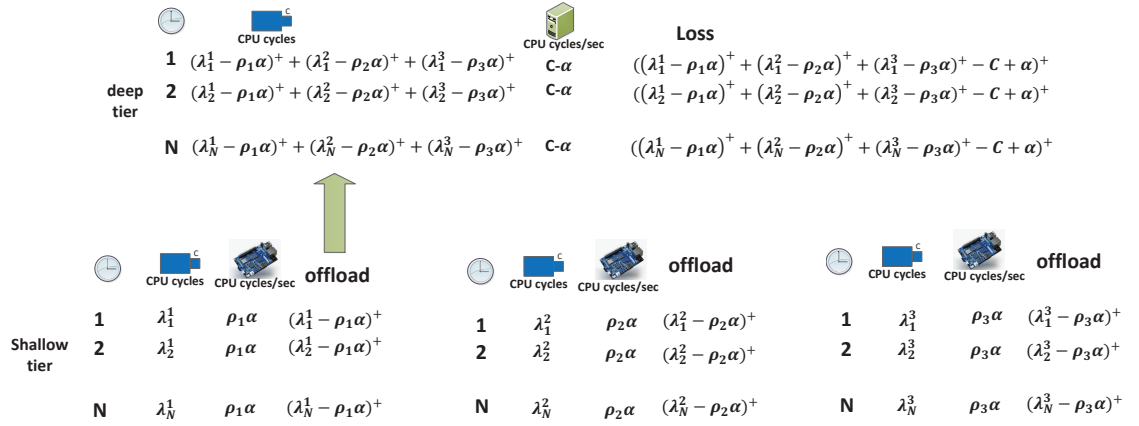 C
CPU cycles
CPU cycles/sec
Loss
deep tier
1 (λ₁¹ − ρ₁α)⁺ + (λ₁² − ρ₂α)⁺ + (λ₁³ − ρ₃α)⁺ C-α ((λ₁¹ − ρ₁α)⁺ + (λ₁² − ρ₂α)⁺ + (λ₁³ − ρ₃α)⁺ − C + α)⁺
2 (λ₂¹ − ρ₁α)⁺ + (λ₂² − ρ₂α)⁺ + (λ₂³ − ρ₃α)⁺ C-α ((λ₂¹ − ρ₁α)⁺ + (λ₂² − ρ₂α)⁺ + (λ₂³ − ρ₃α)⁺ − C + α)⁺
N (λ_N¹ − ρ₁α)⁺ + (λ_N² − ρ₂α)⁺ + (λ_N³ − ρ₃α)⁺ C-α ((λ_N¹ − ρ₁α)⁺ + (λ_N² − ρ₂α)⁺ + (λ_N³ − ρ₃α)⁺ − C + α)⁺
Shallow tier
C
CPU cycles CPU cycles/sec offload
1 λ₁¹ ρ₁α (λ₁¹ − ρ₁α)⁺
2 λ₂¹ ρ₁α (λ₂¹ − ρ₁α)⁺
N λ_N¹ ρ₁α (λ_N¹ − ρ₁α)⁺
C
CPU cycles CPU cycles/sec offload
1 λ₁² ρ₂α (λ₁² − ρ₂α)⁺
2 λ₂² ρ₂α (λ₂² − ρ₂α)⁺
N λ_N² ρ₂α (λ_N² − ρ₂α)⁺
C
CPU cycles CPU cycles/sec offload
1 λ₁³ ρ₃α (λ₁³ − ρ₃α)⁺
2 λ₂³ ρ₃α (λ₂³ − ρ₃α)⁺
N λ_N³ ρ₃α (λ_N³ − ρ₃α)⁺